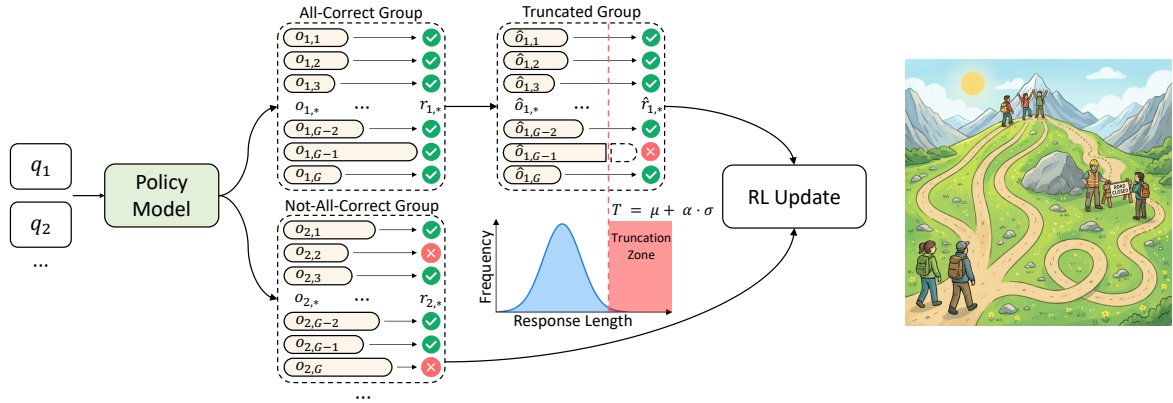 All-Correct Group
o₁,₁
o₁,₂
o₁,₃
o₁,* ... r₁,*
o₁,G−2
o₁,G−1
o₁,G
Truncated Group
ô₁,₁
ô₁,₂
ô₁,₃
ô₁,* ... r̂₁,*
ô₁,G−2
ô₁,G−1
ô₁,G
q₁
q₂
...
Policy
Model
Not-All-Correct Group
o₂,₁
o₂,₂
o₂,₃
o₂,* ... r₂,*
o₂,G−2
o₂,G−1
o₂,G
...
T = μ + α · σ
Truncation
Zone
Frequency
Response Length
RL Update
ROAD
CLOSED